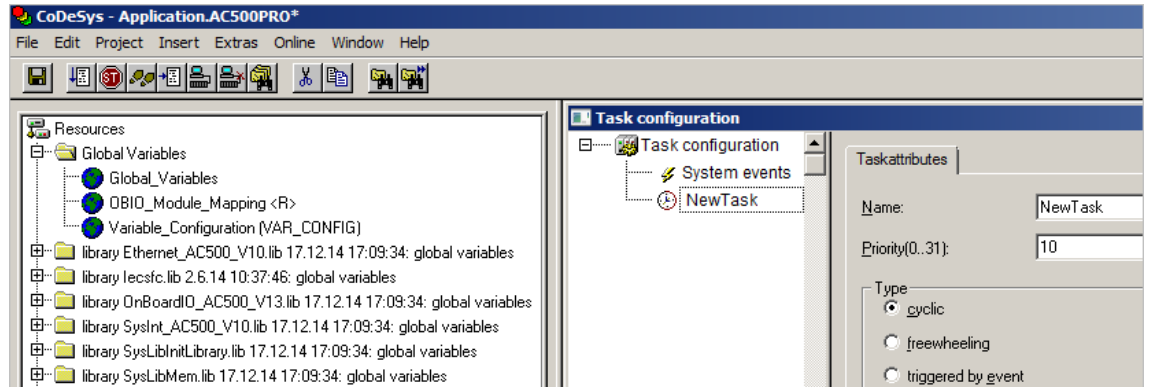 CoDeSys - Application.AC500PRO*
File Edit Project Insert Extras Online Window Help
ST
Resources
Global Variables
Global_Variables
OBIO_Module_Mapping <R>
Variable_Configuration (VAR_CONFIG)
library Ethernet_AC500_V10.lib 17.12.14 17:09:34: global variables
library Iecsfc.lib 2.6.14 10:37:46: global variables
library OnBoardIO_AC500_V13.lib 17.12.14 17:09:34: global variables
library SysInt_AC500_V10.lib 17.12.14 17:09:34: global variables
library SysLibInitLibrary.lib 17.12.14 17:09:34: global variables
library SysLibMem.lib 17.12.14 17:09:34: global variables
Task configuration
Task configuration
System events
NewTask
Taskattributes
Name: NewTask
Priority(0..31): 10
Type
cyclic
freewheeling
triggered by event